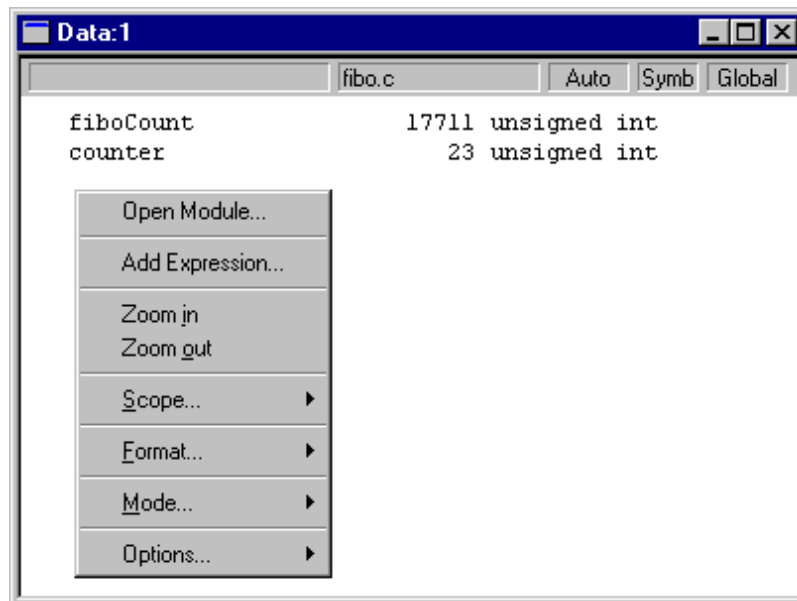 Data:1
fibo.c Auto Symb Global
fiboCount 17711 unsigned int
counter 23 unsigned int
Open Module...
Add Expression...
Zoom in
Zoom out
Scope...
Format...
Mode...
Options...